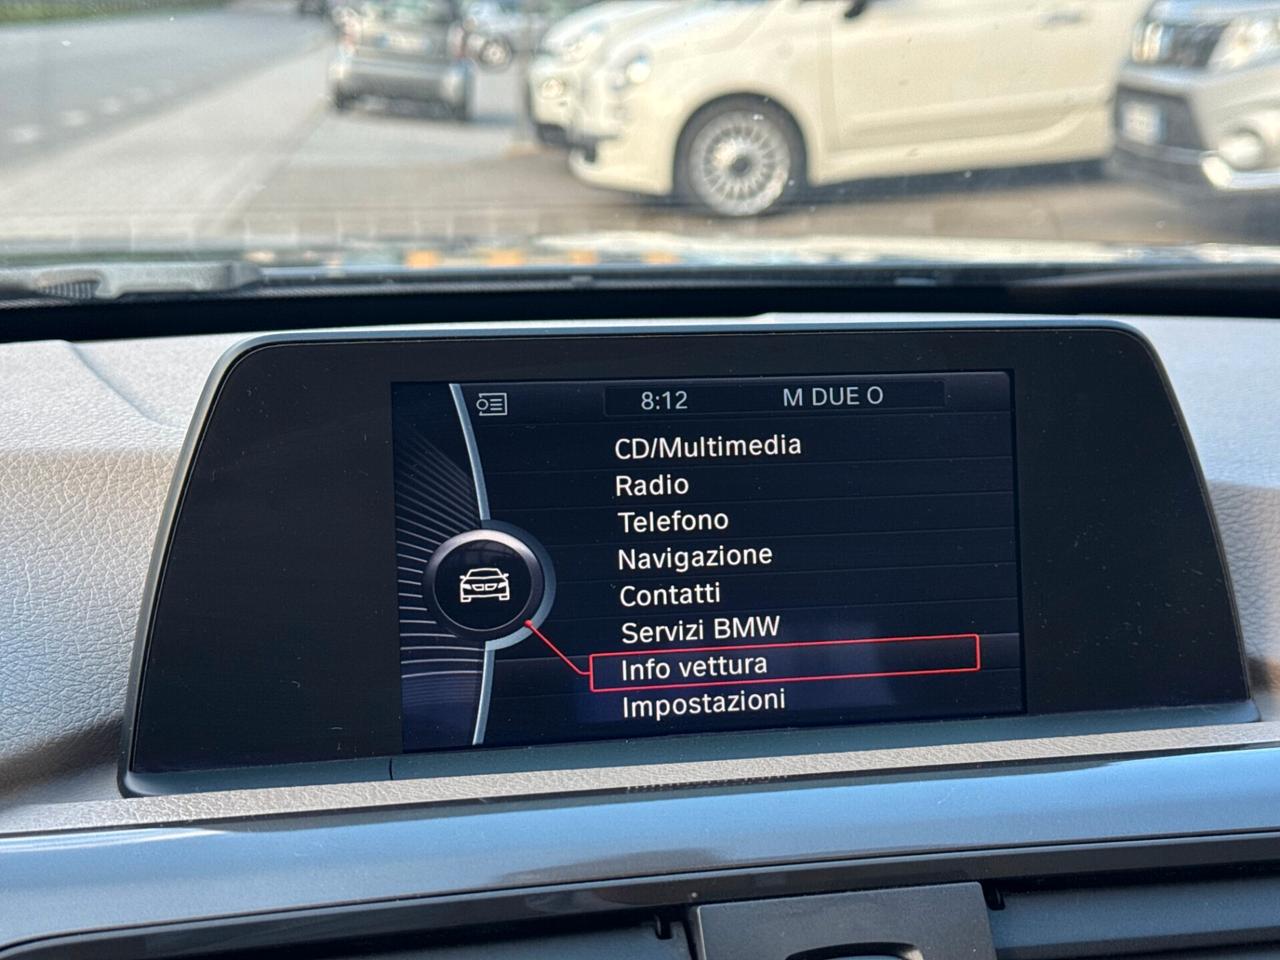 8:12 M DUE O
CD/Multimedia
Radio
Telefono
Navigazione
Contatti
Servizi BMW
Info vettura
Impostazioni